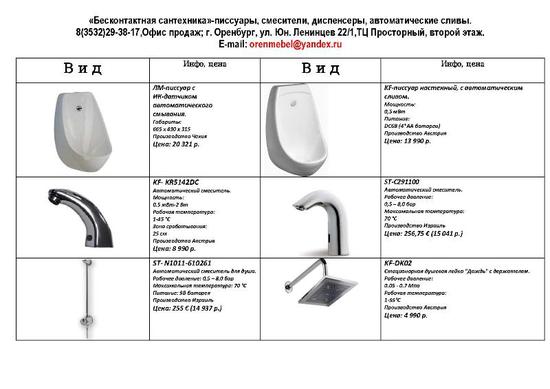 «Бесконтактная сантехника»-писсуары, смесители, диспенсеры, автоматические сливы.
8(3532)29-38-17,Офис продаж; г. Оренбург, ул. Юн. Ленинцев 22/1,ТЦ Просторный, второй этаж.
E-mail: orenmebel@yandex.ru
Вид
Инфо, цена
Вид
Инфо, цена
ЛМ-писсуар с
ИК-датчиком
автоматического
смывания.
Габариты:
665 х 430 х 315
Производство Чехия
Цена: 20 321 р.
KF-писсуар настенный, с автоматическим
сливом.
Мощность:
0,5 мВт
Питание:
DC6В (4*АА батареи)
Производство Австрия
Цена: 13 990 р.
KF- KR5142DC
Автоматический смеситель.
Мощность:
0,5 мВт-2 Вт
Рабочая температура:
1-45 °C
Зона срабатывания:
25 см
Производство Австрия
Цена: 8 990 р.
ST-C291100
Автоматический смеситель.
Рабочее давление:
0,5 – 8,0 бар
Максимальная температура:
70 °C
Производство Израиль
Цена: 256,75 € (15 041 р.)
ST- N1011-610261
Автоматический смеситель для душа.
Рабочее давление: 0,5 – 8,0 бар
Максимальная температура: 70 °C
Питание: 9В батарея
Производство Израиль
Цена: 255 € (14 937 р.)
KF-DK02
Стационарная душевая лейка "Дождь" с держателем.
Рабочее давление:
0.05 - 0.7 Мпа
Рабочая температура:
1-55°C
Производство Австрия
Цена: 4 990 р.